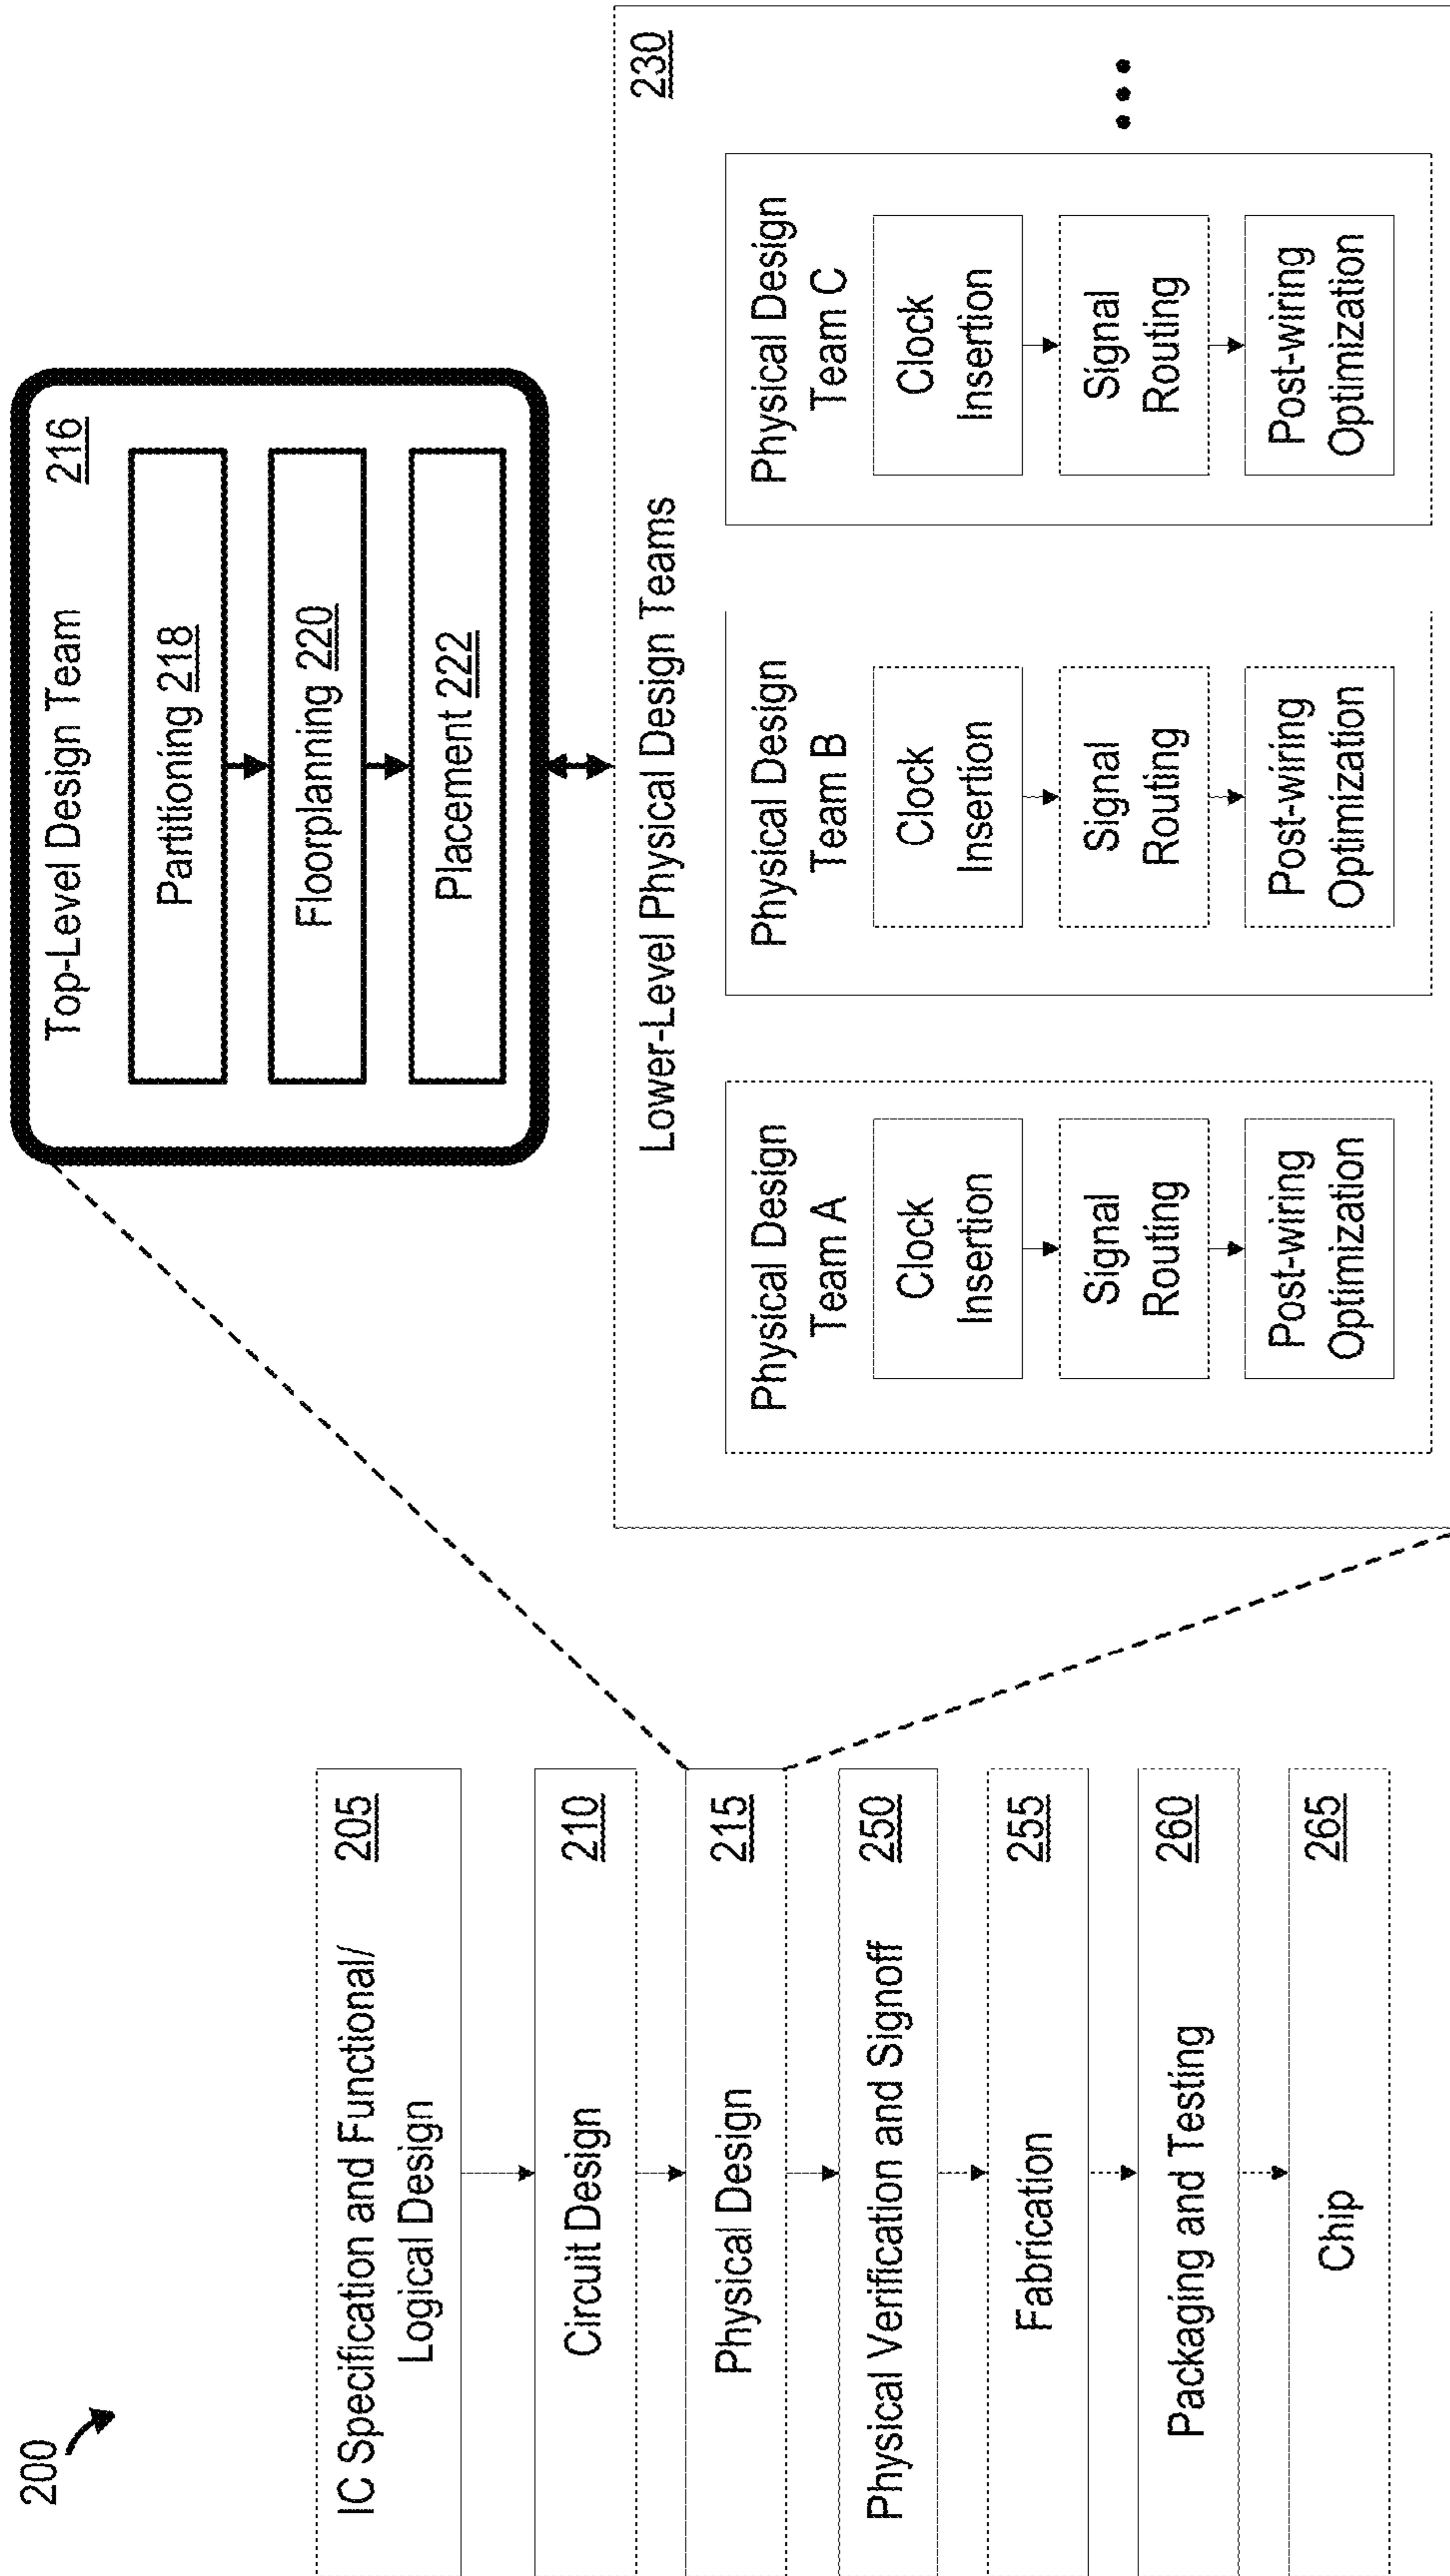 200
IC Specification and Functional/
Logical Design
205
Circuit Design
210
Physical Design
215
Physical Verification and Signoff
250
Fabrication
255
Packaging and Testing
260
Chip
265
Top-Level Design Team
216
Partitioning 218
Floorplanning 220
Placement 222
Lower-Level Physical Design Teams
230
Physical Design
Team A
Clock
Insertion
Signal
Routing
Post-wiring
Optimization
Physical Design
Team B
Clock
Insertion
Signal
Routing
Post-wiring
Optimization
Physical Design
Team C
Clock
Insertion
Signal
Routing
Post-wiring
Optimization